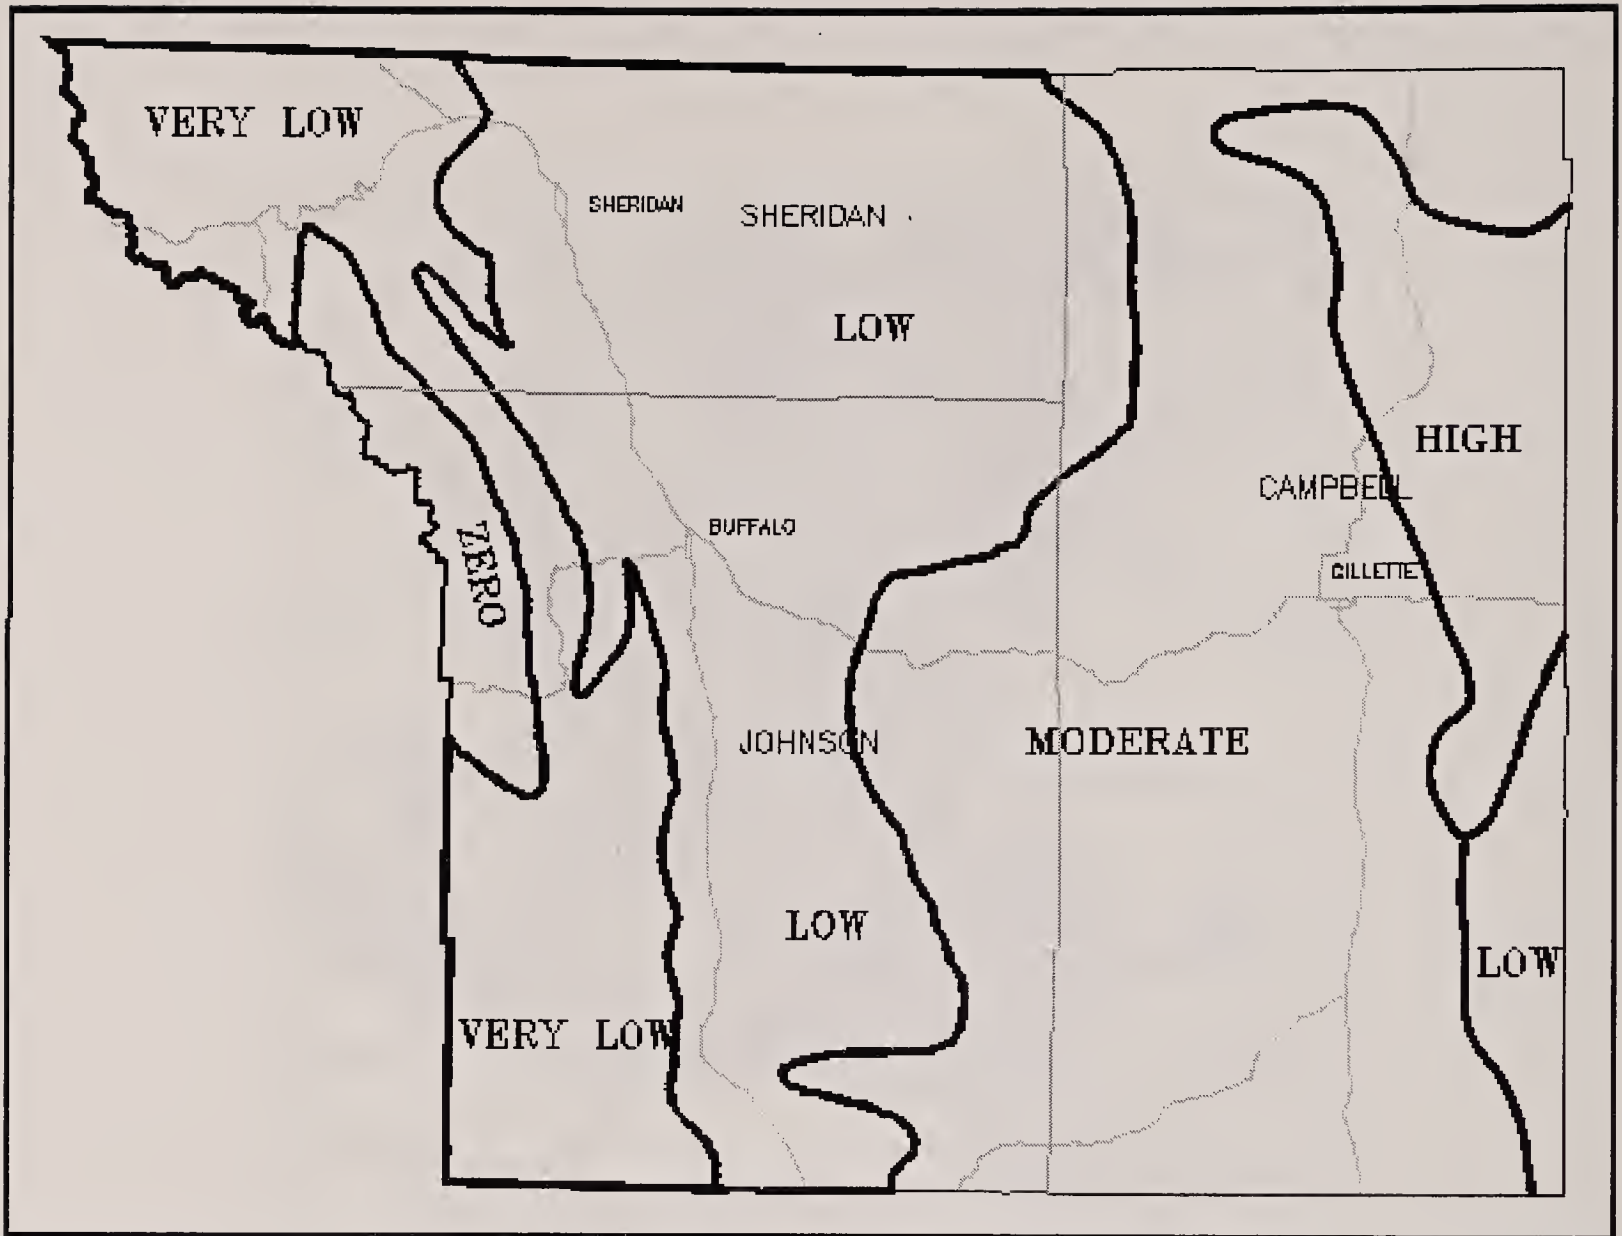 VERY LOW
SHERIDAN
SHERIDAN
LOW
HIGH
CAMPBELL
BUFFALO
GILLETTE
ZERO
JOHNSON
MODERATE
LOW
LOW
VERY LOW